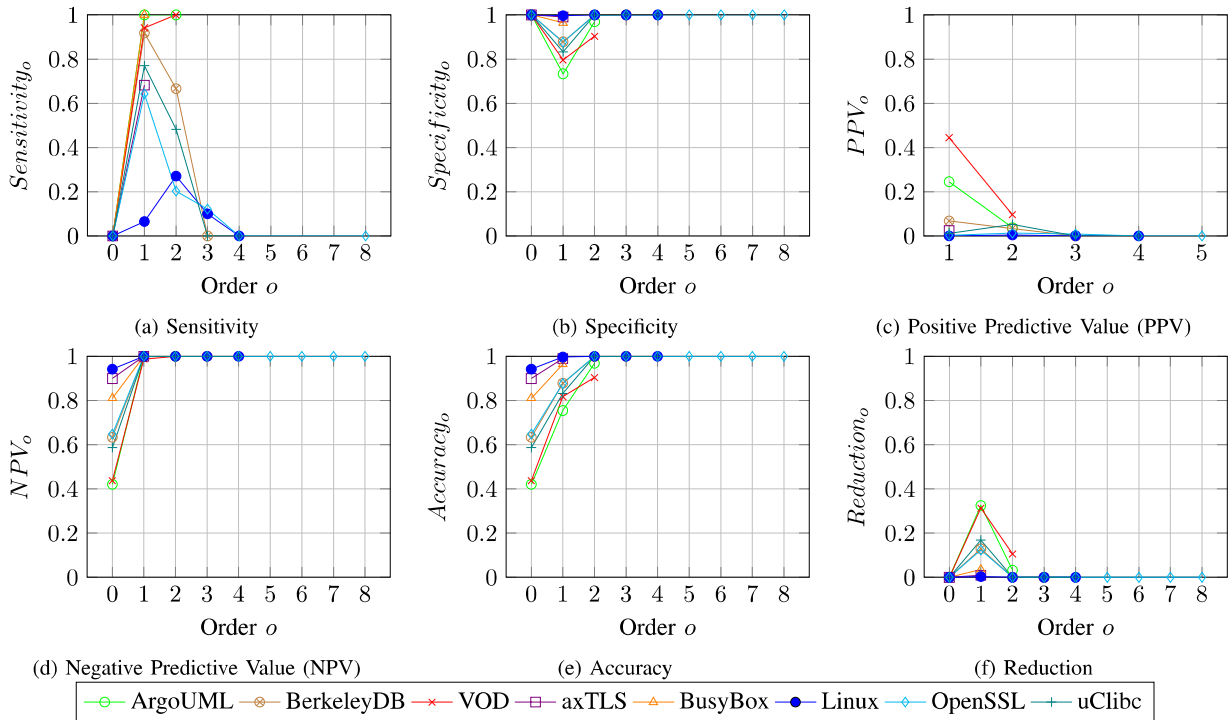 1
0.8
0.6
0.4
0.2
0
Sensitivity_o
0 1 2 3 4 5 6 7 8
Order o
(a) Sensitivity
1
0.8
0.6
0.4
0.2
0
Specificity_o
0 1 2 3 4 5 6 7 8
Order o
(b) Specificity
1
0.8
0.6
0.4
0.2
0
PPV_o
1 2 3 4 5
Order o
(c) Positive Predictive Value (PPV)
1
0.8
0.6
0.4
0.2
0
NPV_o
0 1 2 3 4 5 6 7 8
Order o
(d) Negative Predictive Value (NPV)
1
0.8
0.6
0.4
0.2
0
Accuracy_o
0 1 2 3 4 5 6 7 8
Order o
(e) Accuracy
1
0.8
0.6
0.4
0.2
0
Reduction_o
0 1 2 3 4 5 6 7 8
Order o
(f) Reduction
ArgoUML BerkeleyDB VOD axTLS BusyBox Linux OpenSSL uClibc